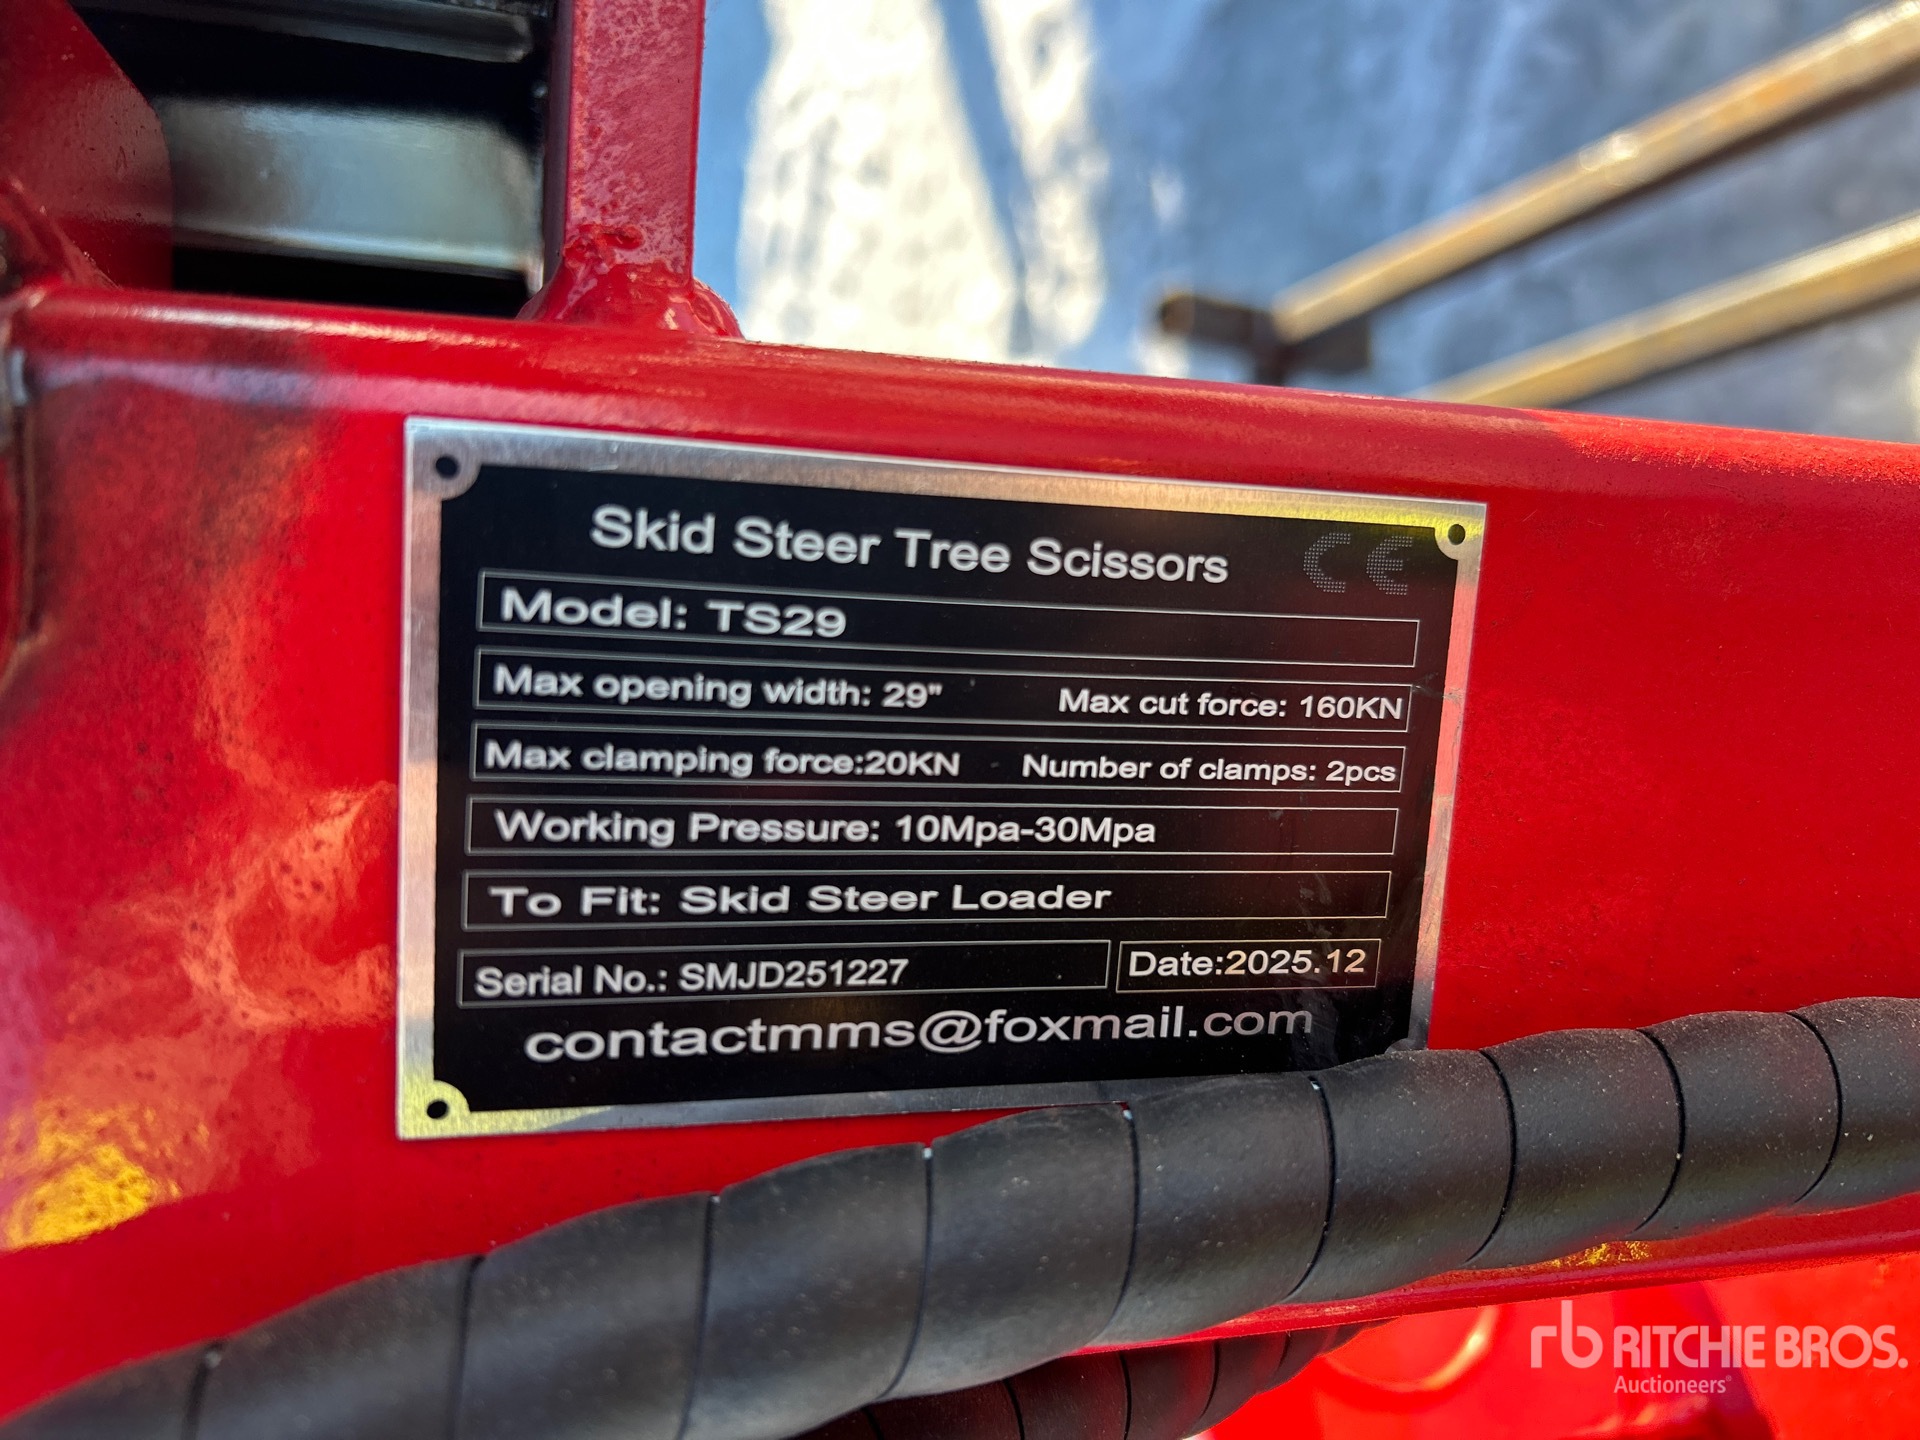 Skid Steer Tree Scissors CE
Model: TS29
Max opening width: 29" Max cut force: 160KN
Max clamping force:20KN Number of clamps: 2pcs
Working Pressure: 10Mpa-30Mpa
To Fit: Skid Steer Loader
Serial No.: SMJD251227 Date:2025.12
contactmms@foxmail.com
rb RITCHIE BROS.
Auctioneers®